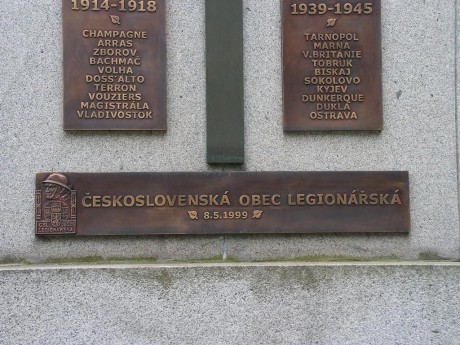 1914-1918
CHAMPAGNE
ARRAS
ZBOROV
BACHMAČ
VOLHA
DOSS'ALTO
TERRON
VOUZIERS
MAGISTRÁLA
VLADIVOSTOK
1939-1945
TARNOPOL
MARNA
V.BRITÁNIE
TOBRUK
BISKAJ
SOKOLOVO
KYJEV
DUNKERQUE
DUKLA
OSTRAVA
ČESKOSLOVENSKÁ OBEC LEGIONÁŘSKÁ
8.5.1999